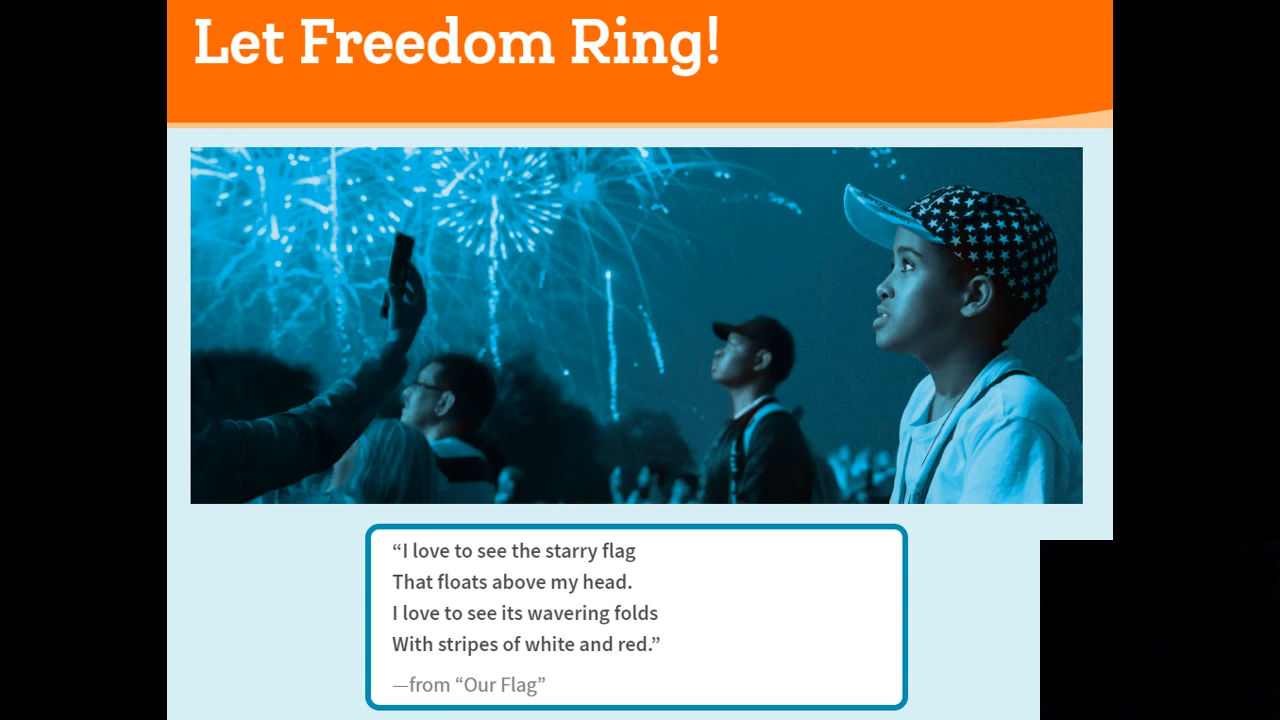 Let Freedom Ring!
“I love to see the starry flag
That floats above my head.
I love to see its wavering folds
With stripes of white and red.”
—from “Our Flag”